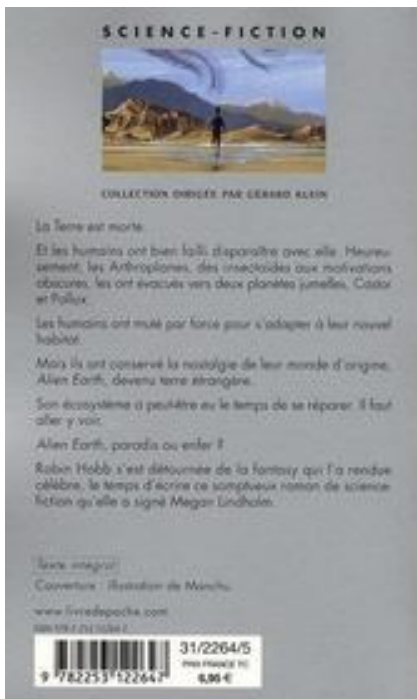 SCIENCE-FICTION
COLLECTION DIRIGÉE PAR GÉRARD KLEIN
La Terre est morte.
Et les humains ont bien failli disparaître avec elle. Heureu-
sement, les Arthroplanes, des insectoïdes aux motivations
obscures, les ont évacués vers deux planètes jumelles, Castor
et Pollux.
Les humains ont muté par force pour s'adapter à leur nouvel
habitat.
Mais ils ont conservé la nostalgie de leur monde d'origine,
Alien Earth, devenu terre étrangère.
Son écosystème a peut-être eu le temps de se réparer. Il faut
aller y voir.
Alien Earth, paradis ou enfer ?
Robin Hobb s'est détournée de la fantasy qui l'a rendue
célèbre, le temps d'écrire ce somptueux roman de science-
fiction qu'elle a signé Megan Lindholm.
Texte intégral
Couverture : illustration de Manchu.
www.livredepoche.com
31/2264/5
PRIX FRANCE TC
6,95 €
9 782253 122647